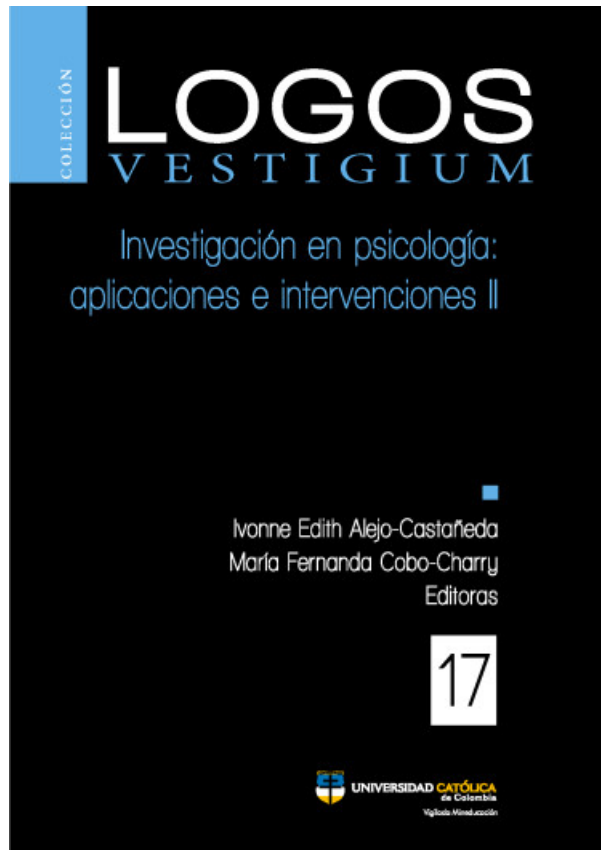 COLECCIÓN
LOGOS
VESTIGIUM
Investigación en psicología:
aplicaciones e intervenciones II
Ivonne Edith Alejo-Castañeda
María Fernanda Cobo-Charry
Editoras
17
UNIVERSIDAD CATÓLICA
de Colombia
Vigilada Mineducación